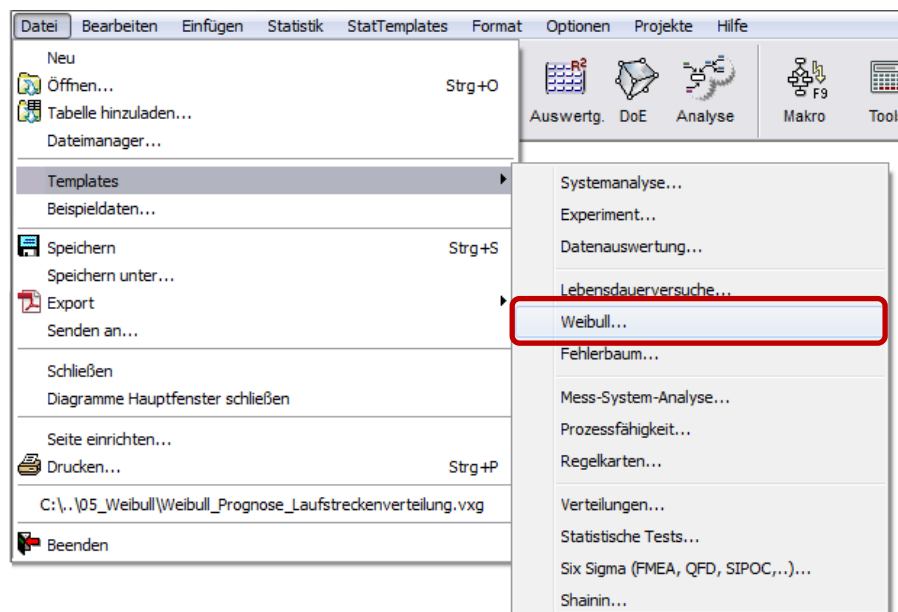 Datei Bearbeiten Einfügen Statistik StatTemplates Format Optionen Projekte Hilfe
Neu
Öffnen... Strg+O
Tabelle hinzuladen...
Dateimanager...
Templates
Beispieldaten...
Speichern Strg+S
Speichern unter...
Export
Senden an...
Schließen
Diagramme Hauptfenster schließen
Seite einrichten...
Drucken... Strg+P
C:\..\05_Weibull\Weibull_Prognose_Laufstreckenverteilung.vxg
Beenden
R²
F9
Auswertg. DoE Analyse Makro Tools
Systemanalyse...
Experiment...
Datenauswertung...
Lebensdauerversuche...
Weibull...
Fehlerbaum...
Mess-System-Analyse...
Prozessfähigkeit...
Regelkarten...
Verteilungen...
Statistische Tests...
Six Sigma (FMEA, QFD, SIPOC,..)...
Shainin...